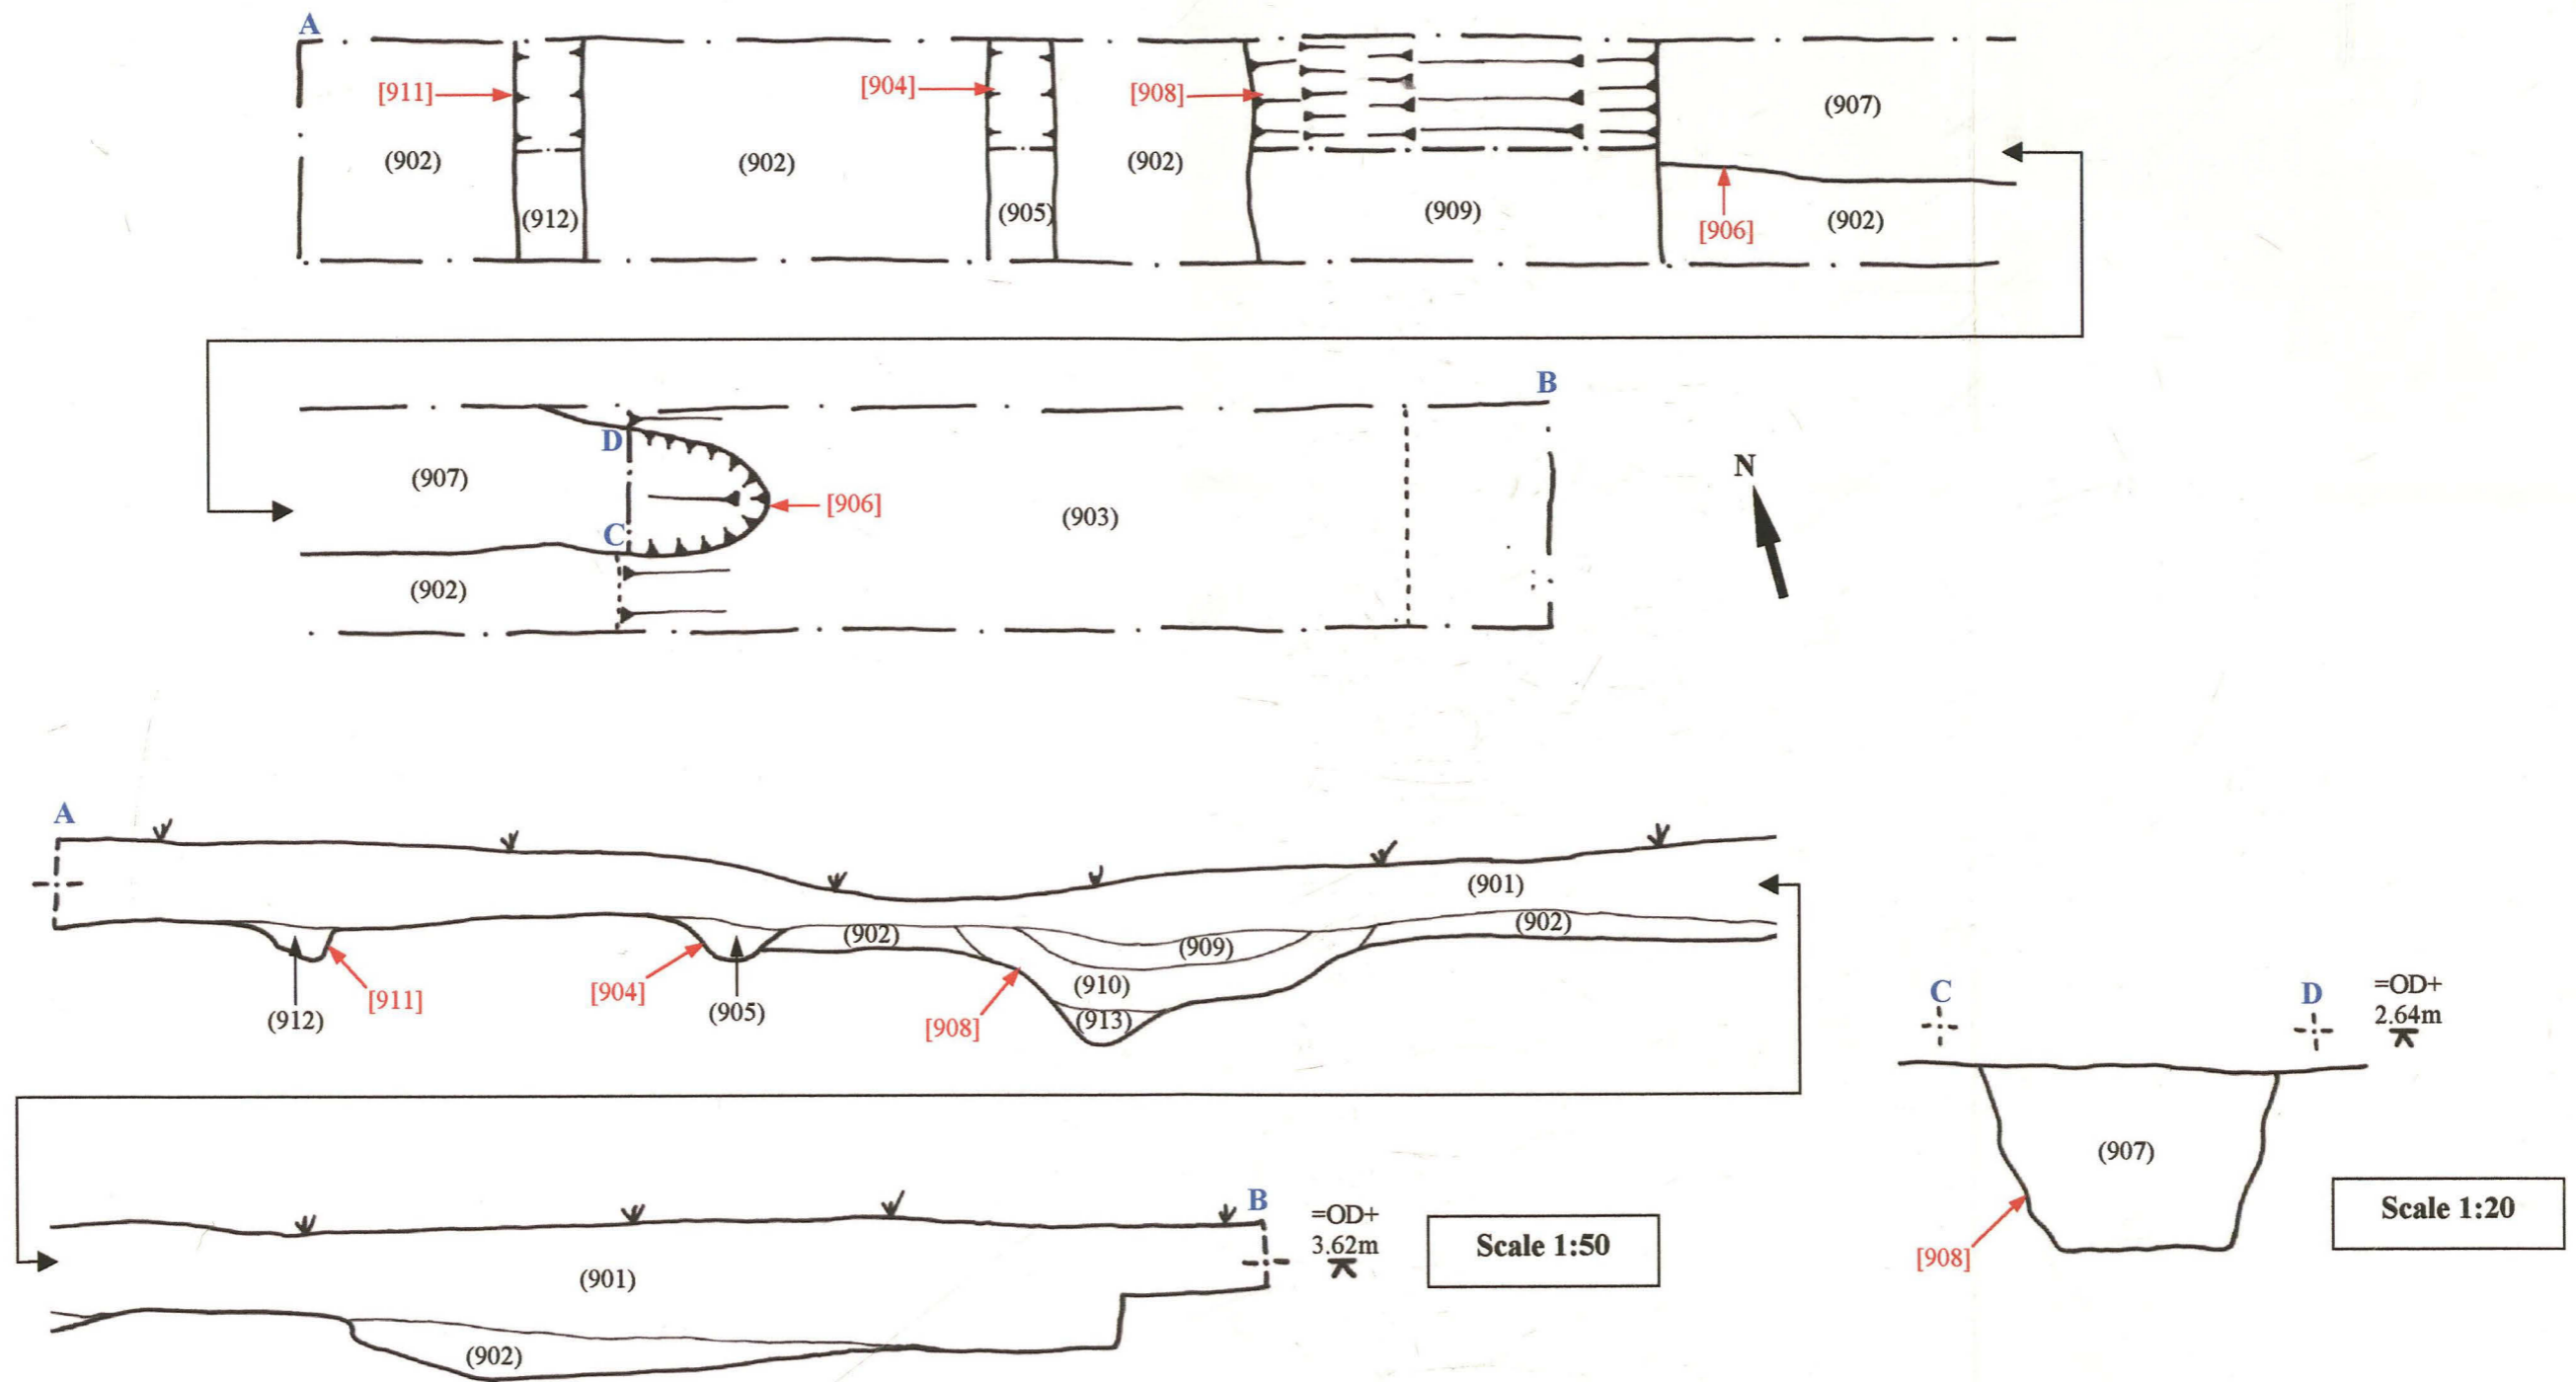 A
[911]
[904]
[908]
(907)
(902)
(902)
(902)
(912)
(905)
(909)
[906]
(902)
B
D
(907)
N
C
[906]
(903)
(902)
A
(901)
(902)
(902)
(909)
(910)
[911]
[904]
(905)
(912)
[908]
(913)
C
D
=OD+
2.64m
(907)
[908]
Scale 1:20
B
=OD+
3.62m
Scale 1:50
(901)
(902)